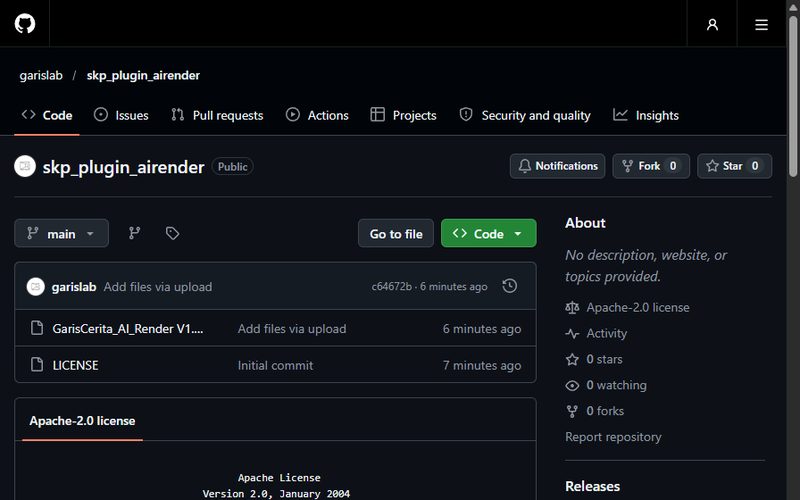 garislab / skp_plugin_airender
Code Issues Pull requests Actions Projects Security and quality Insights
skp_plugin_airender Public Notifications Fork 0 Star 0
main Go to file Code
garislab Add files via upload c64672b · 6 minutes ago
GarisCerita_AI_Render V1.... Add files via upload 6 minutes ago
LICENSE Initial commit 7 minutes ago
Apache-2.0 license
Apache License
Version 2.0, January 2004
About
No description, website, or
topics provided.
Apache-2.0 license
Activity
0 stars
0 watching
0 forks
Report repository
Releases